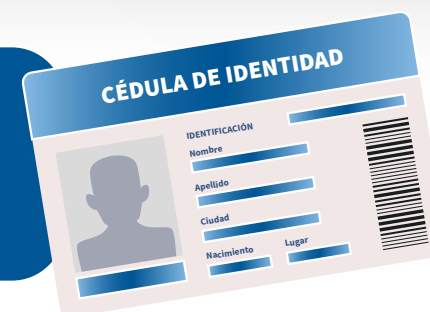 CÉDULA DE IDENTIDAD
IDENTIFICACIÓN
Nombre
Apellido
Ciudad
Nacimiento
Lugar